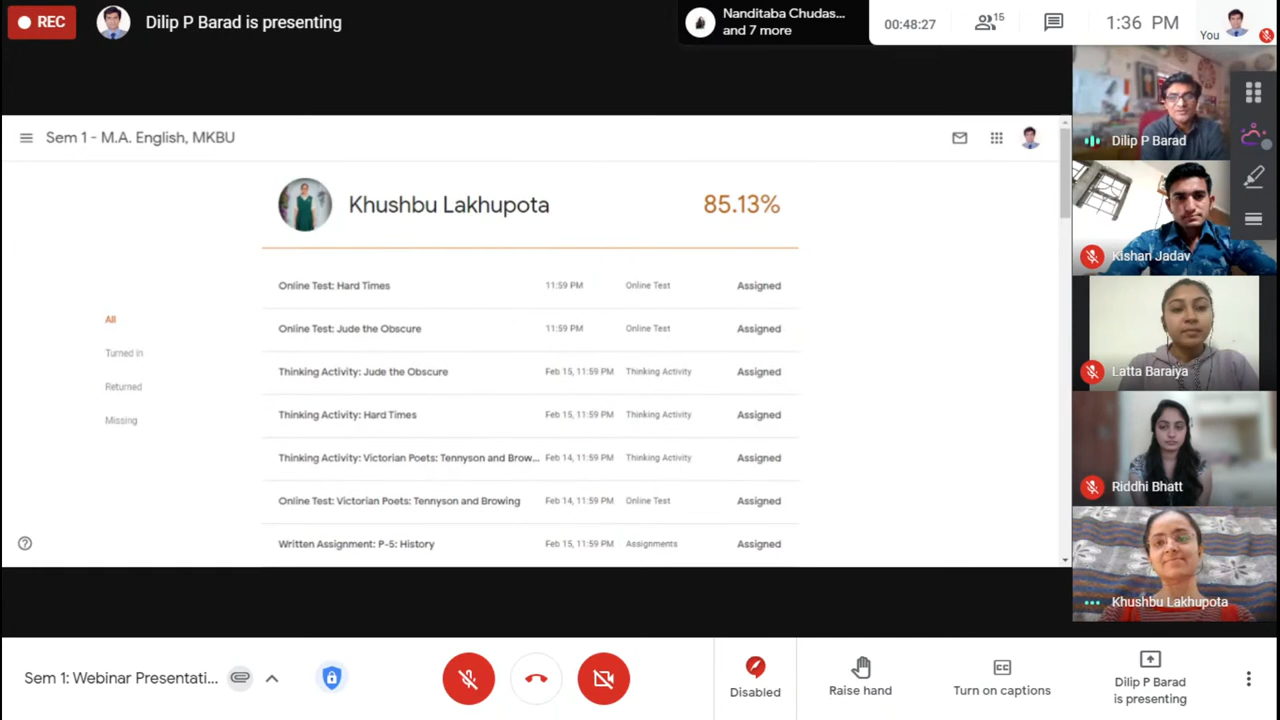 REC
Dilip P Barad is presenting
Nanditaba Chudas...
and 7 more
00:48:27
15
1:36 PM
You
Sem 1 - M.A. English, MKBU
Khushbu Lakhupota
85.13%
All
Turned in
Returned
Missing
Online Test: Hard Times 11:59 PM Online Test Assigned
Online Test: Jude the Obscure 11:59 PM Online Test Assigned
Thinking Activity: Jude the Obscure Feb 15, 11:59 PM Thinking Activity Assigned
Thinking Activity: Hard Times Feb 15, 11:59 PM Thinking Activity Assigned
Thinking Activity: Victorian Poets: Tennyson and Brow... Feb 14, 11:59 PM Thinking Activity Assigned
Online Test: Victorian Poets: Tennyson and Browing Feb 14, 11:59 PM Online Test Assigned
Written Assignment: P-5: History Feb 15, 11:59 PM Assignments Assigned
Dilip P Barad
Kishan Jadav
Latta Baraiya
Riddhi Bhatt
Khushbu Lakhupota
Sem 1: Webinar Presentati...
Disabled
Raise hand
Turn on captions
Dilip P Barad
is presenting